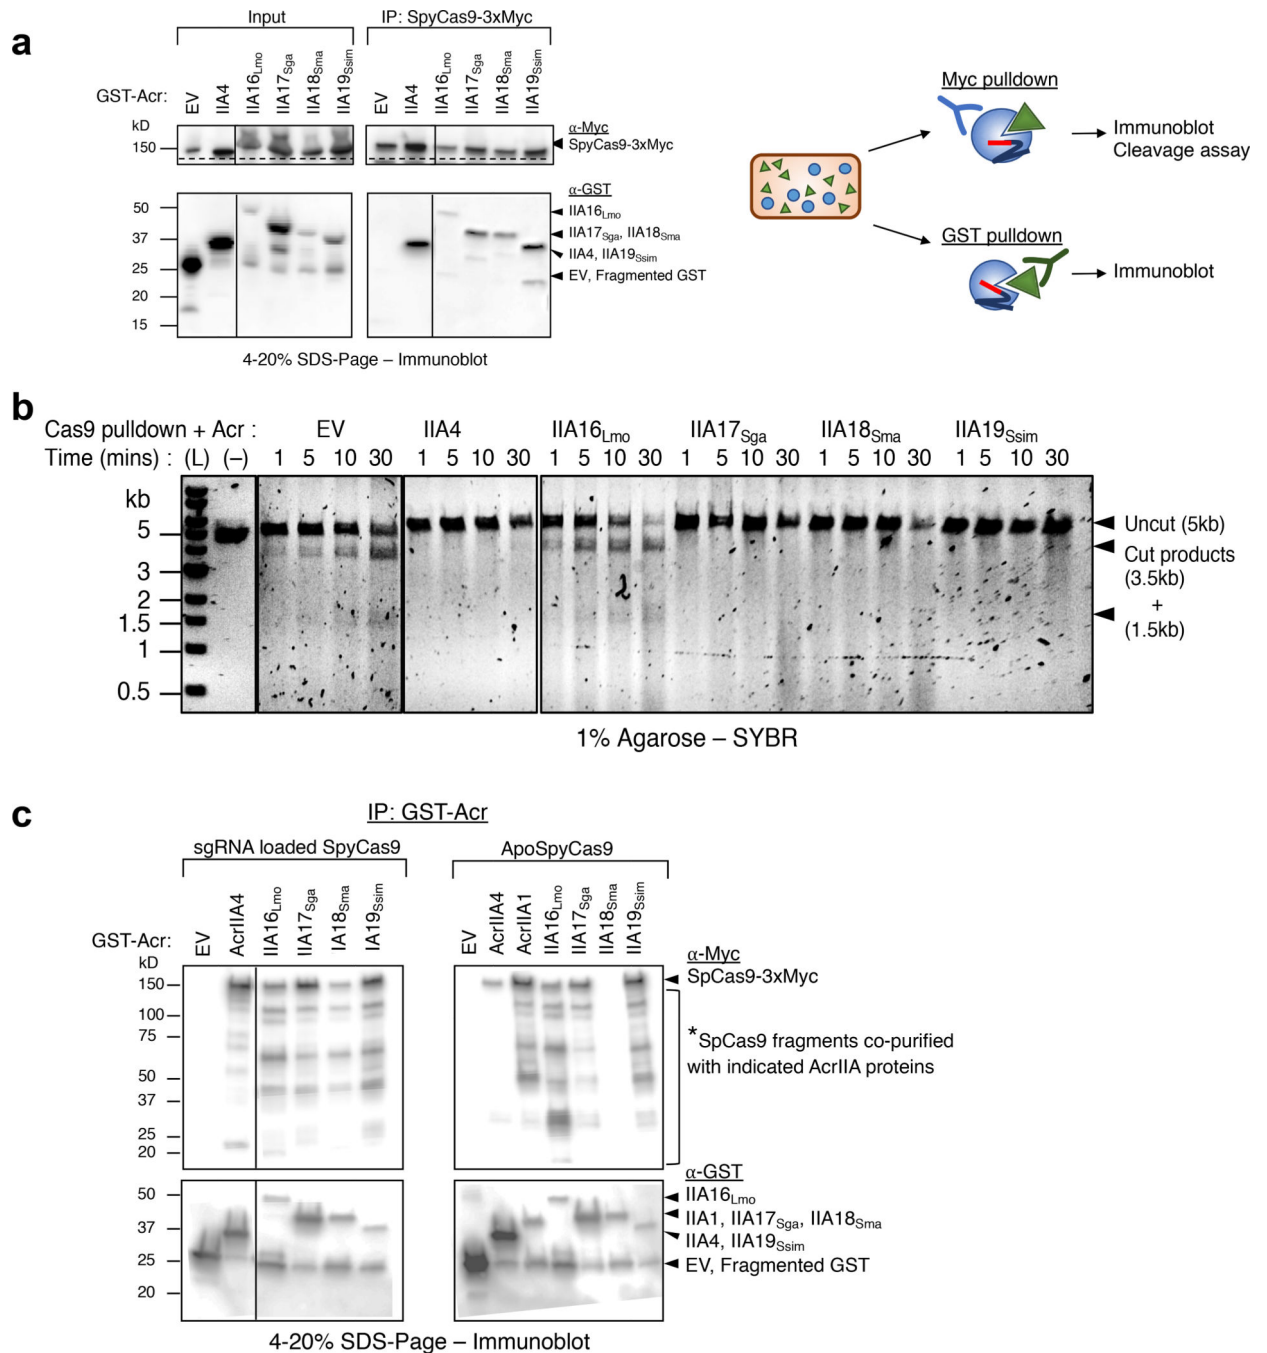 a
Input
IP: SpyCas9-3xMyc
GST-Acr:
EV
IIA4
IIA16Lmo
IIA17Sga
IIA18Sma
IIA19Ssim
EV
IIA4
IIA16Lmo
IIA17Sga
IIA18Sma
IIA19Ssim
kD
150
α-Myc
SpyCas9-3xMyc
α-GST
50
37
25
20
15
IIA16Lmo
IIA17Sga, IIA18Sma
IIA4, IIA19Ssim
EV, Fragmented GST
4-20% SDS-Page – Immunoblot
Myc pulldown
Immunoblot
Cleavage assay
GST pulldown
Immunoblot
b
Cas9 pulldown + Acr : EV IIA4 IIA16Lmo IIA17Sga IIA18Sma IIA19Ssim
Time (mins) : (L) (–) 1 5 10 30 1 5 10 30 1 5 10 30 1 5 10 30 1 5 10 30 1 5 10 30
kb
5
3
2
1.5
1
0.5
Uncut (5kb)
Cut products
(3.5kb)
+
(1.5kb)
1% Agarose – SYBR
c
IP: GST-Acr
sgRNA loaded SpyCas9
ApoSpyCas9
GST-Acr:
EV
AcrIIA4
IIA16Lmo
IIA17Sga
IA18Sma
IA19Ssim
EV
AcrIIA4
AcrIIA1
IIA16Lmo
IIA17Sga
IIA18Sma
IIA19Ssim
kD
150
100
75
50
37
25
20
α-Myc
SpCas9-3xMyc
*SpCas9 fragments co-purified
with indicated AcrIIA proteins
α-GST
50
37
25
20
IIA16Lmo
IIA1, IIA17Sga, IIA18Sma
IIA4, IIA19Ssim
EV, Fragmented GST
4-20% SDS-Page – Immunoblot